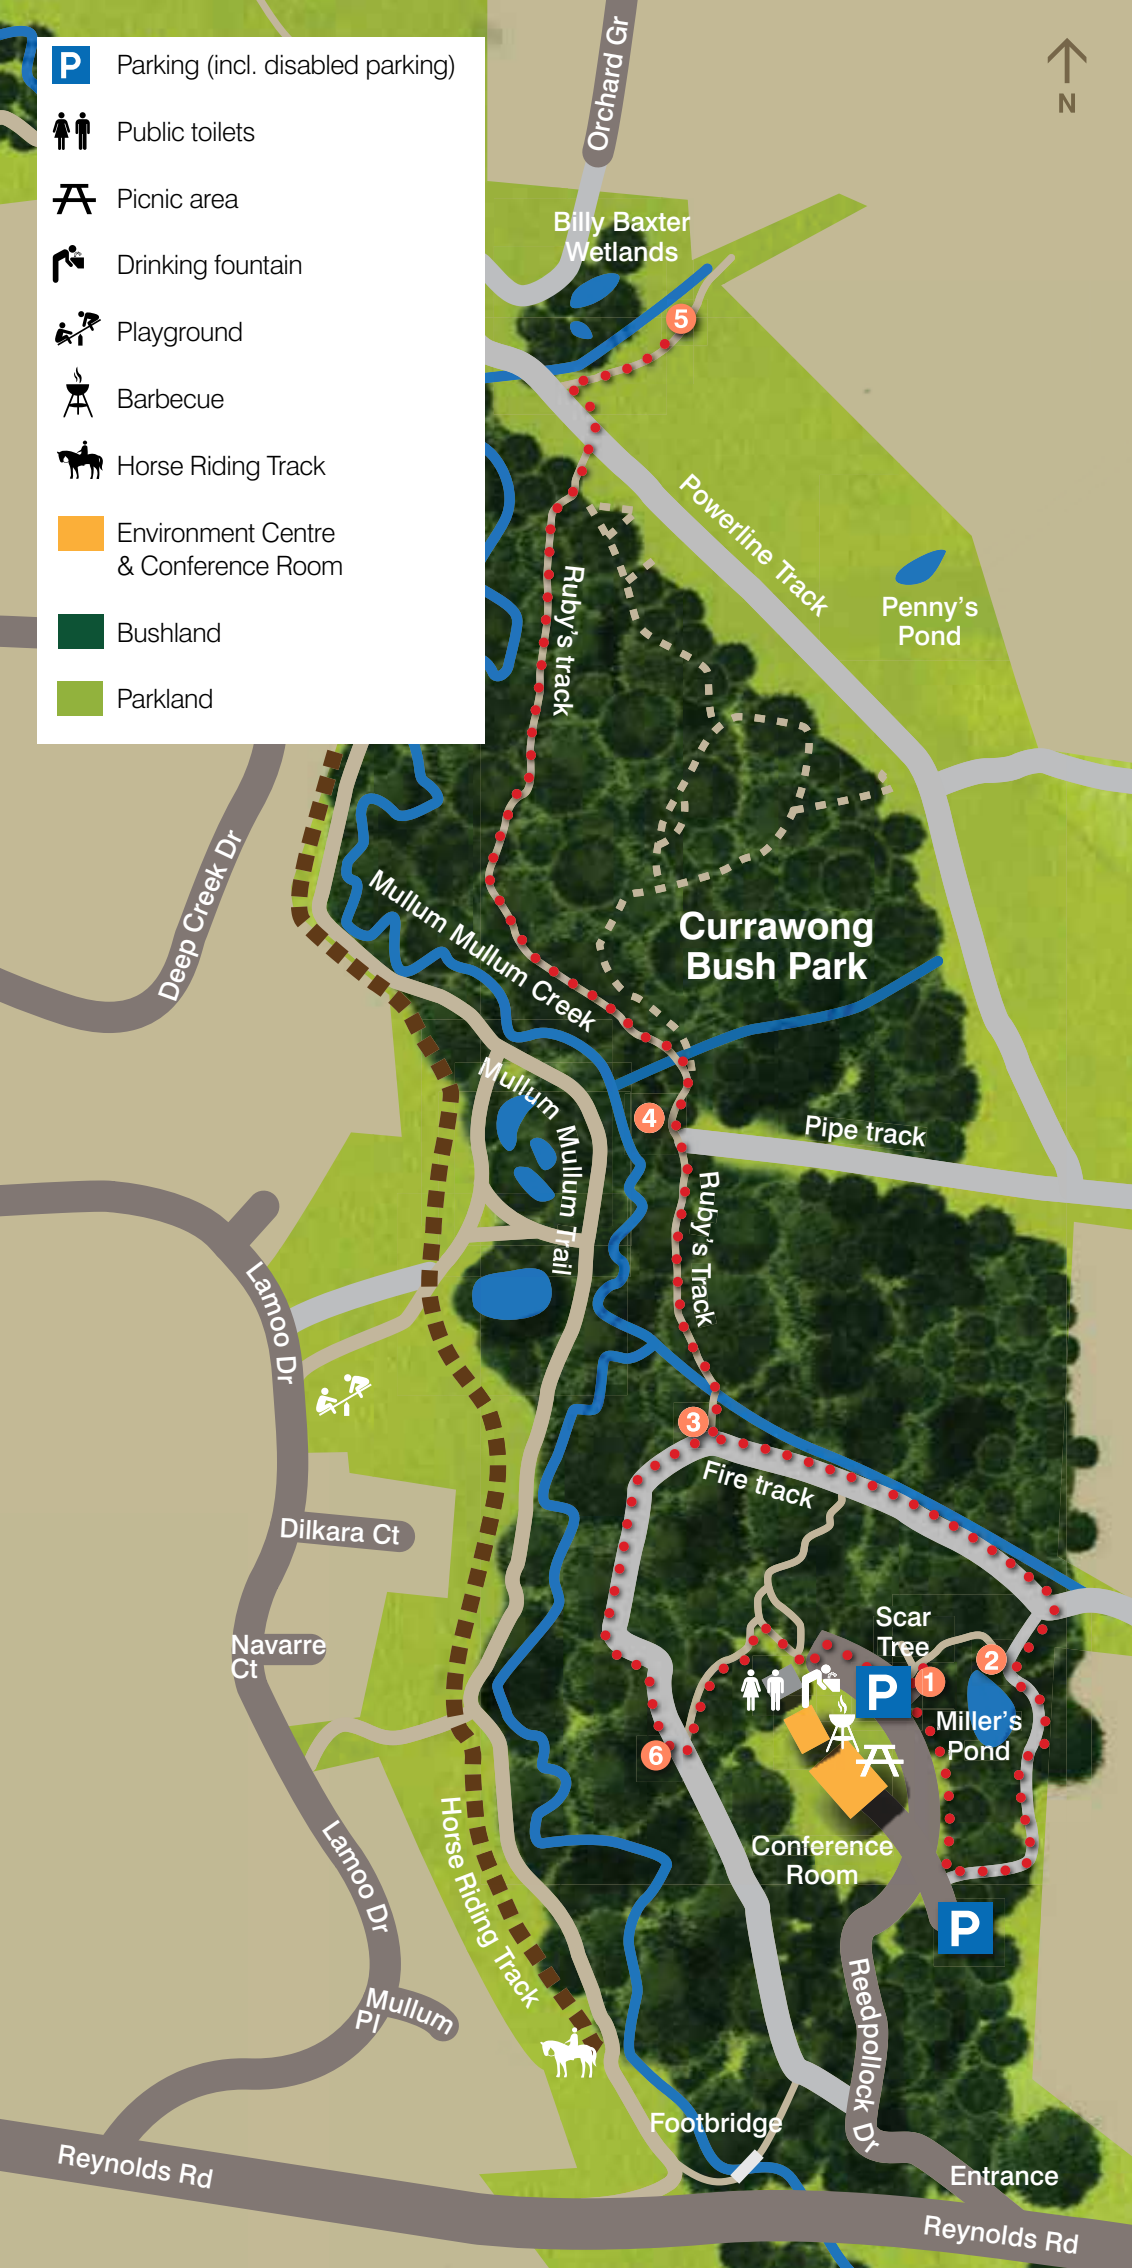 P Parking (incl. disabled parking)
Public toilets
Picnic area
Drinking fountain
Playground
Barbecue
Horse Riding Track
Environment Centre
& Conference Room
Bushland
Parkland
N
Orchard Gr
Billy Baxter
Wetlands
5
Powerline Track
Penny's
Pond
Ruby's track
Deep Creek Dr
Mullum Mullum Creek
Currawong
Bush Park
Mullum Mullum Trail
4
Pipe track
Ruby's Track
Lamoo Dr
3
Fire track
Dilkara Ct
Navarre
Ct
Scar
Tree
2
P
1
Miller's
Pond
6
Conference
Room
Horse Riding Track
Lamoo Dr
P
Reedpollock Dr
Mullum
Pl
Footbridge
Entrance
Reynolds Rd
Reynolds Rd